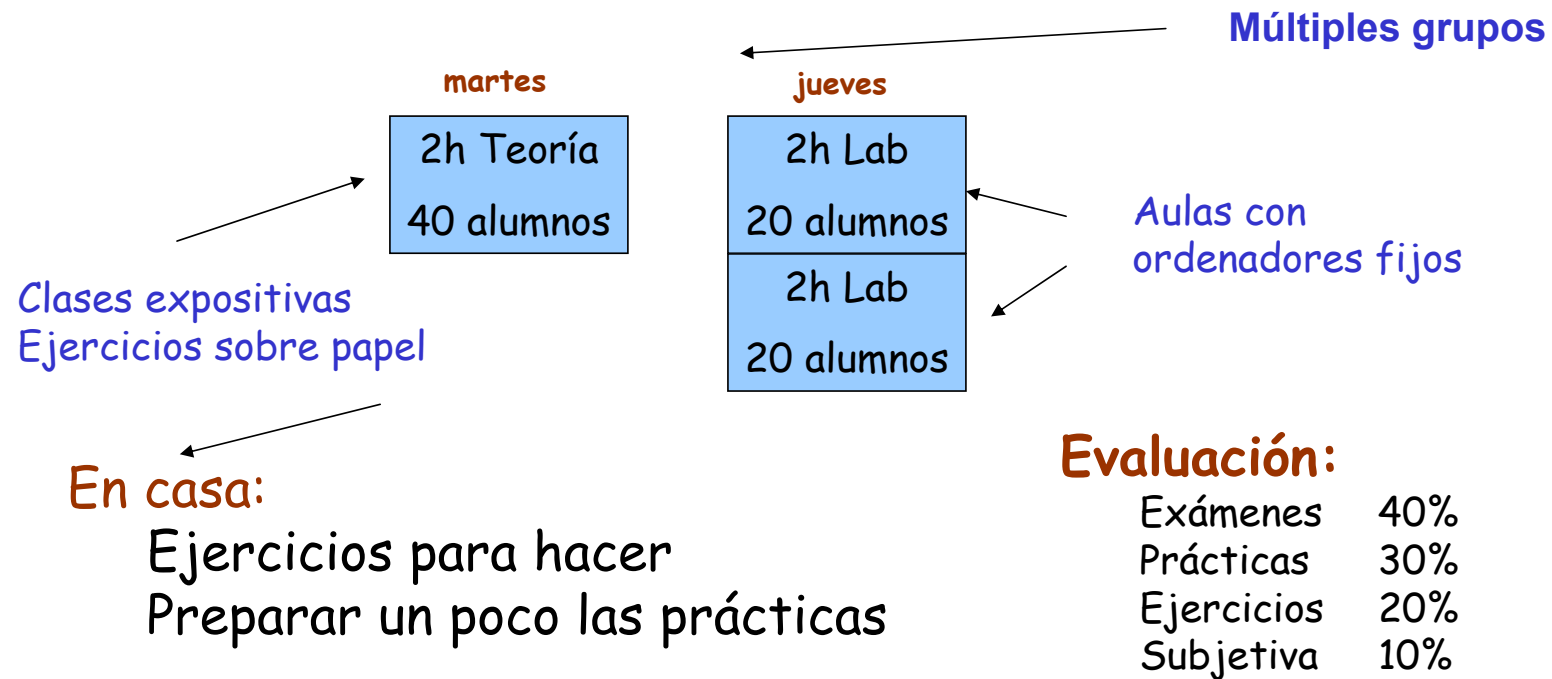 Múltiples grupos
martes
jueves
2h Teoría
40 alumnos
2h Lab
20 alumnos
2h Lab
20 alumnos
Aulas con
ordenadores fijos
Clases expositivas
Ejercicios sobre papel
En casa:
Ejercicios para hacer
Preparar un poco las prácticas
Evaluación:
Exámenes 40%
Prácticas 30%
Ejercicios 20%
Subjetiva 10%